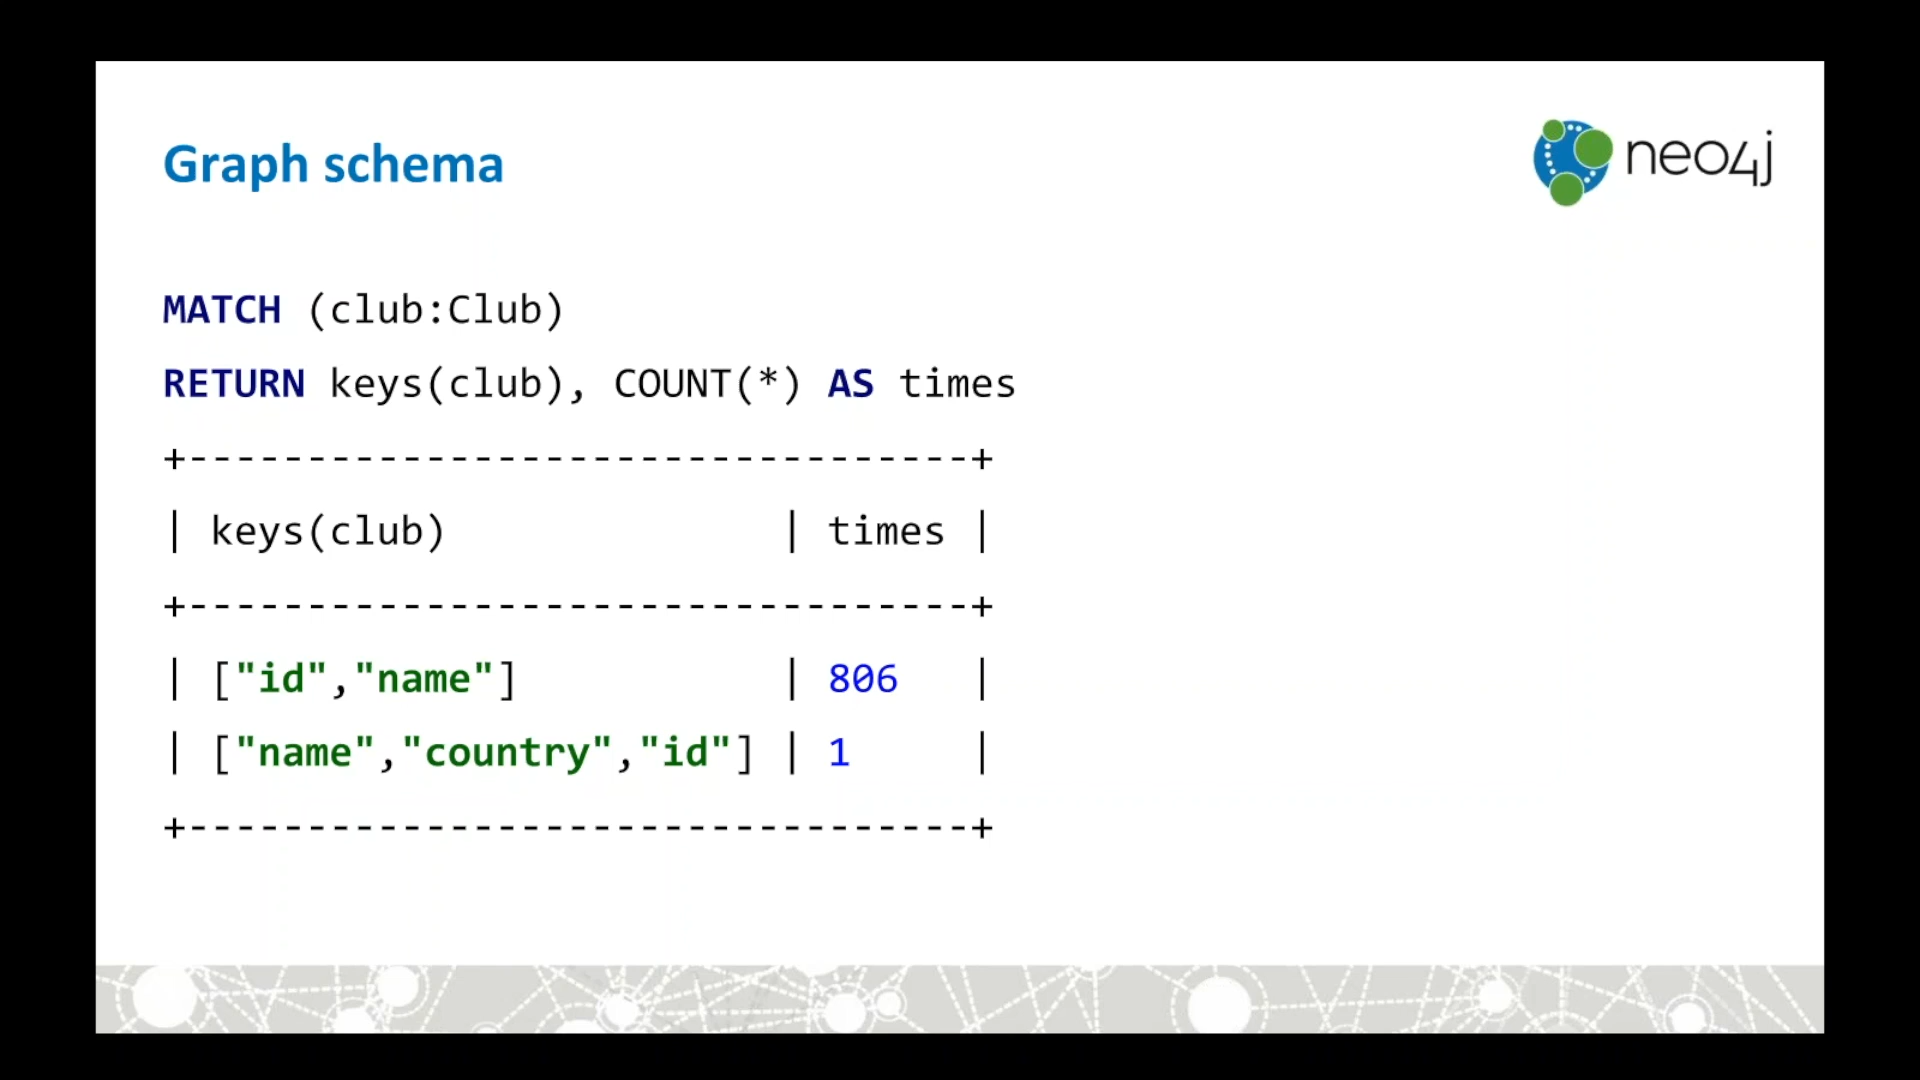 Graph schema
neo4j
MATCH (club:Club)
RETURN keys(club), COUNT(*) AS times
+---------------------------------+
| keys(club)               | times |
+---------------------------------+
| ["id","name"]            | 806   |
| ["name","country","id"] | 1     |
+---------------------------------+